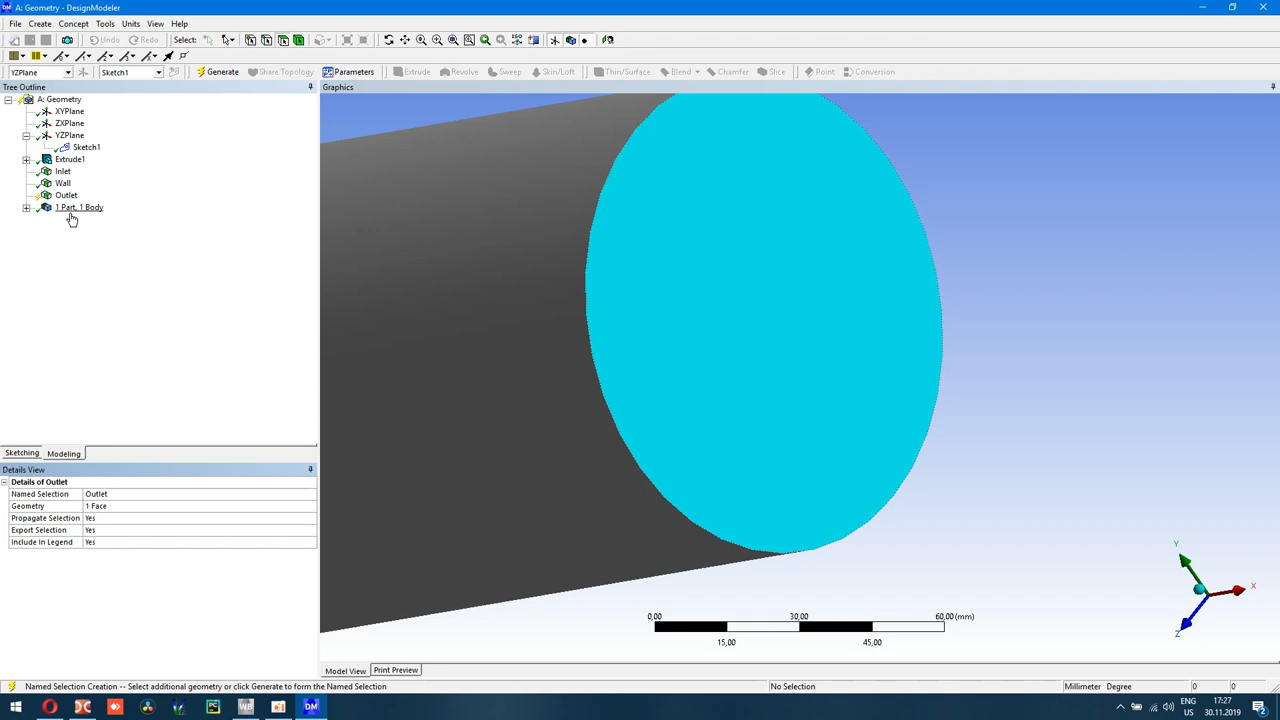 A: Geometry - DesignModeler
File Create Concept Tools Units View Help
Undo Redo Select:
YZPlane Sketch1 Generate Share Topology Parameters Extrude Revolve Sweep Skin/Loft Thin/Surface Blend Chamfer Slice Point Conversion
Tree Outline
Graphics
A: Geometry
XYPlane
ZXPlane
YZPlane
Sketch1
Extrude1
Inlet
Wall
Outlet
1 Part, 1 Body
Sketching Modeling
Details View
Details of Outlet
Named Selection Outlet
Geometry 1 Face
Propagate Selection Yes
Export Selection Yes
Include In Legend Yes
Y
X
Z
0,00 30,00 60,00 (mm)
15,00 45,00
Model View Print Preview
Named Selection Creation -- Select additional geometry or click Generate to form the Named Selection
No Selection
Millimeter Degree 0 0
PC WB DM
ENG
US
17:27
30.11.2019
2